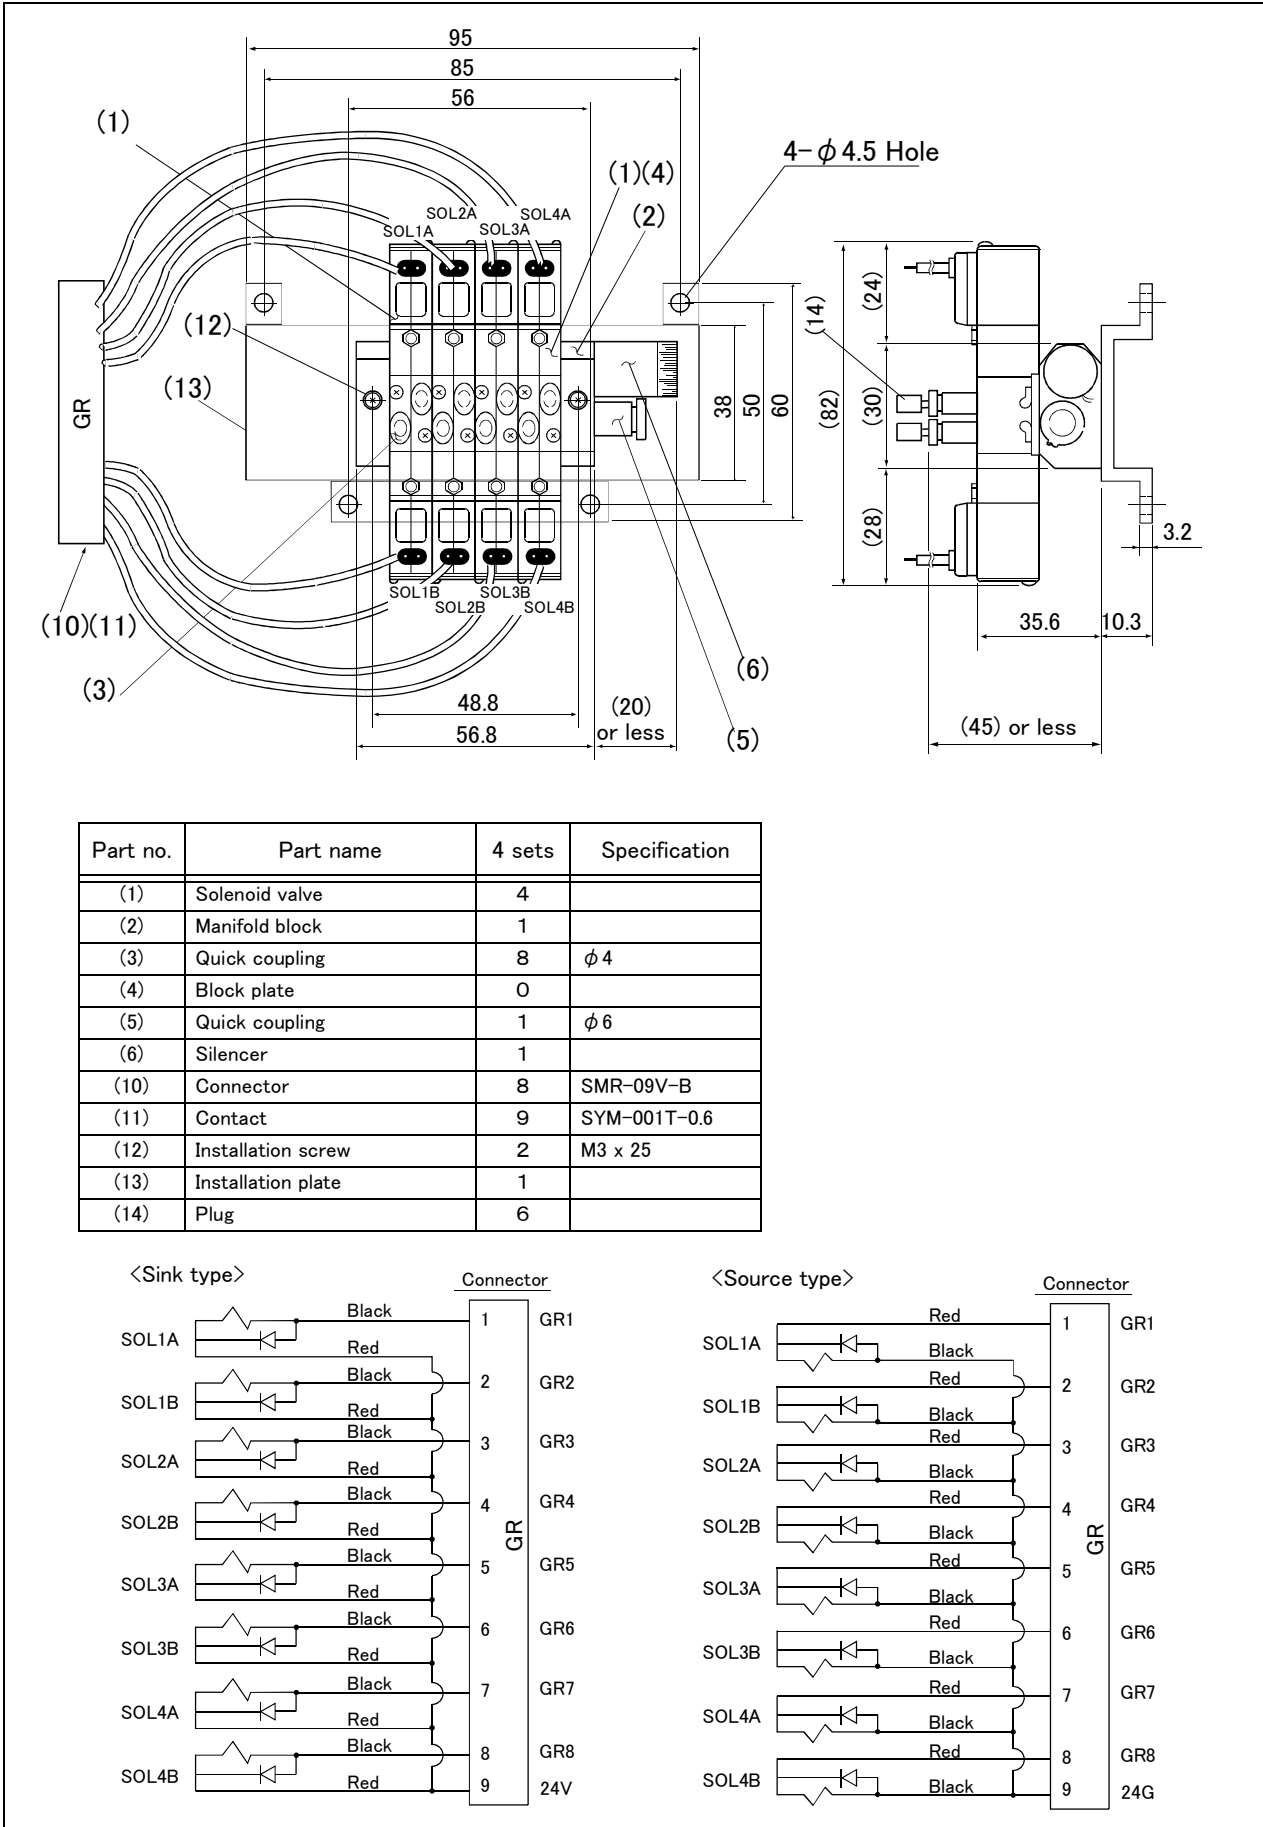 95
85
56
(1)
4-φ4.5 Hole
(1)(4)
(2)
SOL2A
SOL4A
SOL1A
SOL3A
(12)
(13)
GR
38
50
60
(14)
(24)
(82)
(30)
(28)
3.2
35.6
10.3
SOL1B
SOL3B
SOL2B
SOL4B
(10)(11)
(3)
(6)
(5)
48.8
(20)
or less
56.8
(45) or less
Part no. Part name 4 sets Specification
(1) Solenoid valve 4
(2) Manifold block 1
(3) Quick coupling 8 φ4
(4) Block plate 0
(5) Quick coupling 1 φ6
(6) Silencer 1
(10) Connector 8 SMR-09V-B
(11) Contact 9 SYM-001T-0.6
(12) Installation screw 2 M3 x 25
(13) Installation plate 1
(14) Plug 6
<Sink type>
Connector
Black 1 GR1
SOL1A
Red
Black 2 GR2
SOL1B
Red
Black 3 GR3
SOL2A
Red
Black 4 GR4
SOL2B
Red
GR
Black 5 GR5
SOL3A
Red
Black 6 GR6
SOL3B
Red
Black 7 GR7
SOL4A
Red
Black 8 GR8
SOL4B
Red 9 24V
<Source type>
Connector
Red 1 GR1
SOL1A
Black
Red 2 GR2
SOL1B
Black
Red 3 GR3
SOL2A
Black
Red 4 GR4
SOL2B
Black
GR
Red 5 GR5
SOL3A
Black
Red 6 GR6
SOL3B
Black
Red 7 GR7
SOL4A
Black
Red 8 GR8
SOL4B
Black 9 24G